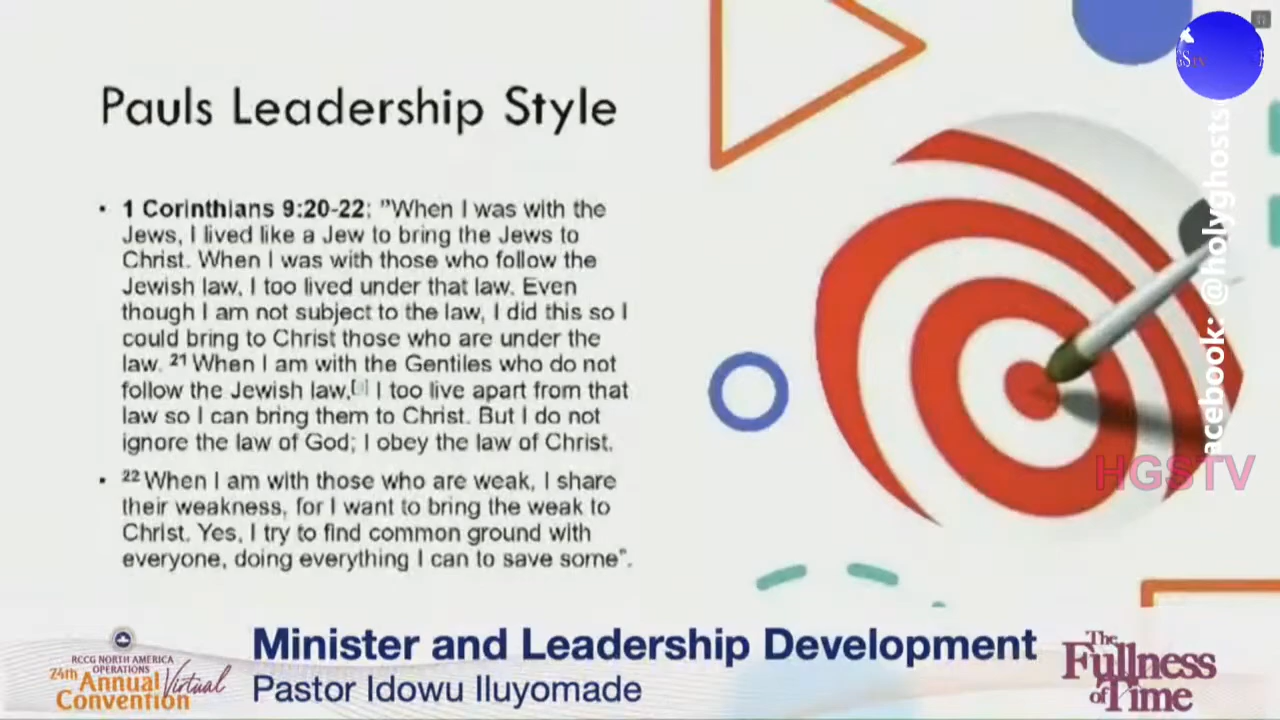 Pauls Leadership Style
• 1 Corinthians 9:20-22: "When I was with the
Jews, I lived like a Jew to bring the Jews to
Christ. When I was with those who follow the
Jewish law, I too lived under that law. Even
though I am not subject to the law, I did this so I
could bring to Christ those who are under the
law. 21 When I am with the Gentiles who do not
follow the Jewish law, I too live apart from that
law so I can bring them to Christ. But I do not
ignore the law of God; I obey the law of Christ.
• 22 When I am with those who are weak, I share
their weakness, for I want to bring the weak to
Christ. Yes, I try to find common ground with
everyone, doing everything I can to save some".
acebook: @holyghosts
HGSTV
RCCG NORTH AMERICA
OPERATIONS
24th Annual Virtual
Convention
Minister and Leadership Development
Pastor Idowu Iluyomade
The
Fullness
of Time